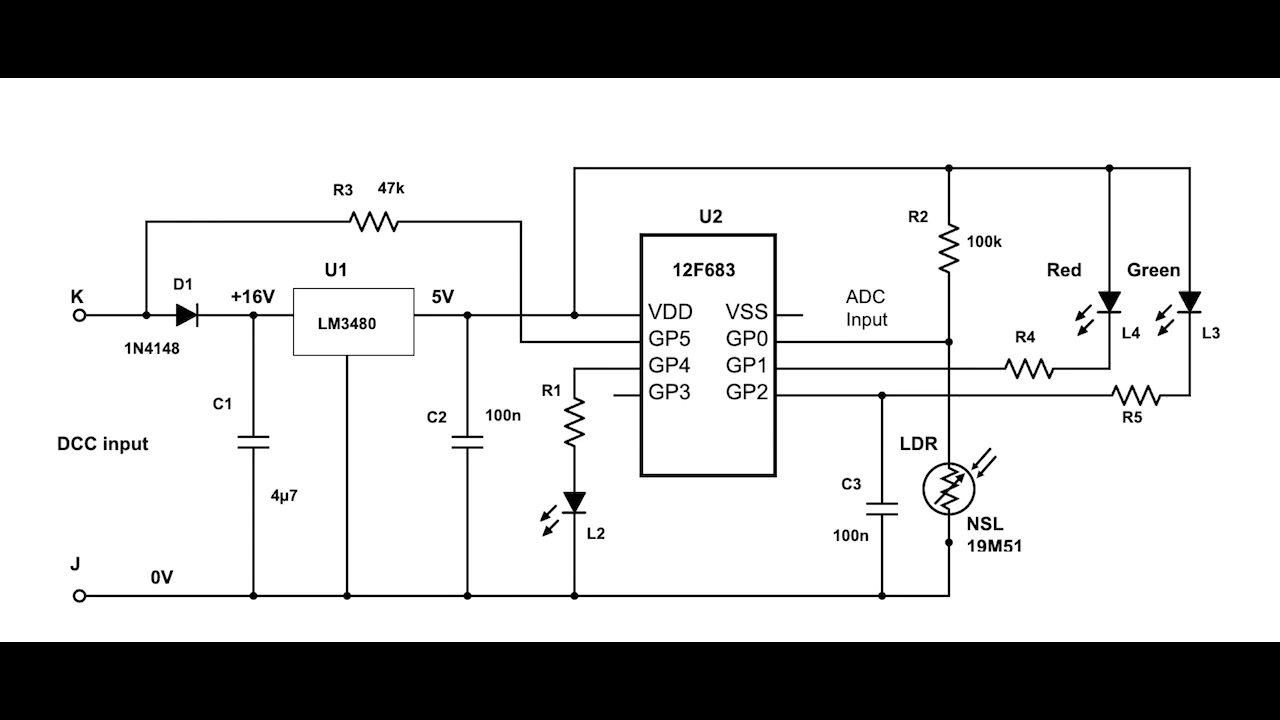 R3 47k
U2
R2
100k
12F683
U1
D1
Red Green
K
+16V
5V
LM3480
VDD VSS
ADC
Input
GP5 GP0
GP4 GP1
GP3 GP2
1N4148
R4
L4
L3
R1
R5
C1
C2
100n
DCC input
LDR
4µ7
C3
100n
L2
NSL
19M51
J
0V